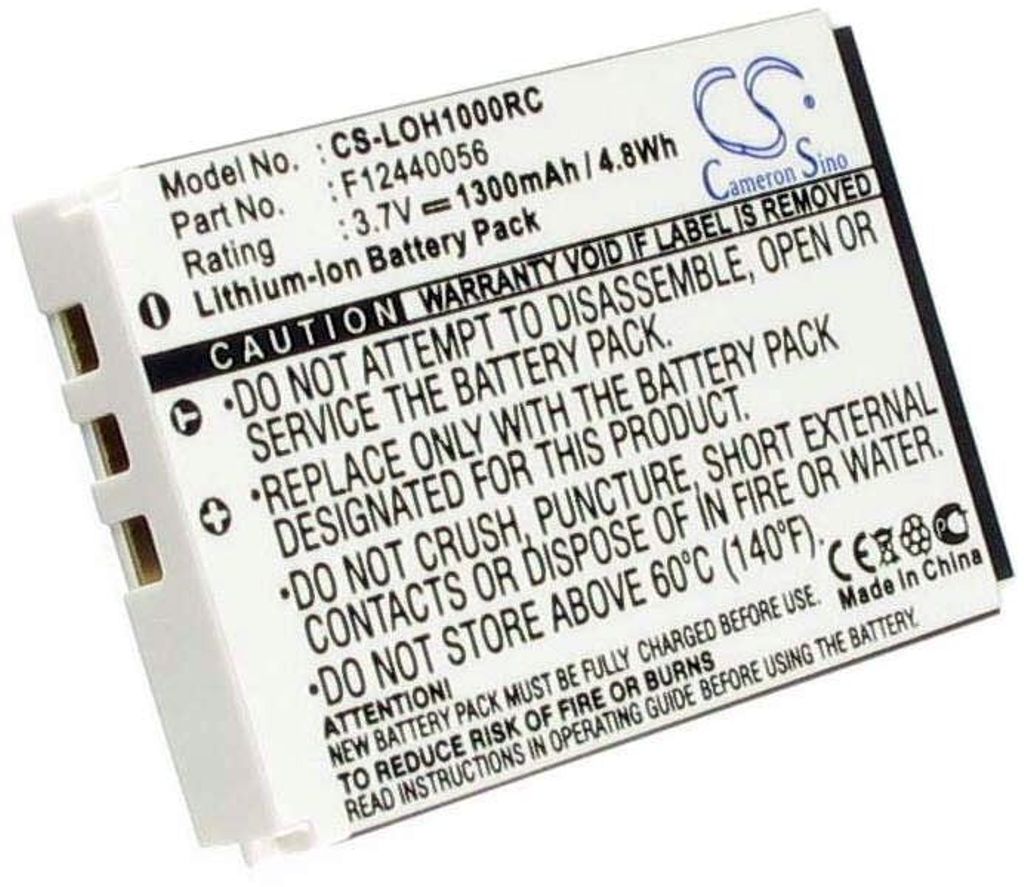 Model No. : CS-LOH1000RC
Part No. : F12440056
Rating : 3.7V 1300mAh / 4.8Wh
Lithium-Ion Battery Pack
CS
Cameron Sino
CAUTION WARRANTY VOID IF LABEL IS REMOVED
•DO NOT ATTEMPT TO DISASSEMBLE, OPEN OR
SERVICE THE BATTERY PACK.
•REPLACE ONLY WITH THE BATTERY PACK
DESIGNATED FOR THIS PRODUCT.
•DO NOT CRUSH, PUNCTURE, SHORT EXTERNAL
CONTACTS OR DISPOSE OF IN FIRE OR WATER.
•DO NOT STORE ABOVE 60°C (140°F).
CE
Made In China
ATTENTION!
NEW BATTERY PACK MUST BE FULLY CHARGED BEFORE USE.
TO REDUCE RISK OF FIRE OR BURNS
READ INSTRUCTIONS IN OPERATING GUIDE BEFORE USING THE BATTERY.